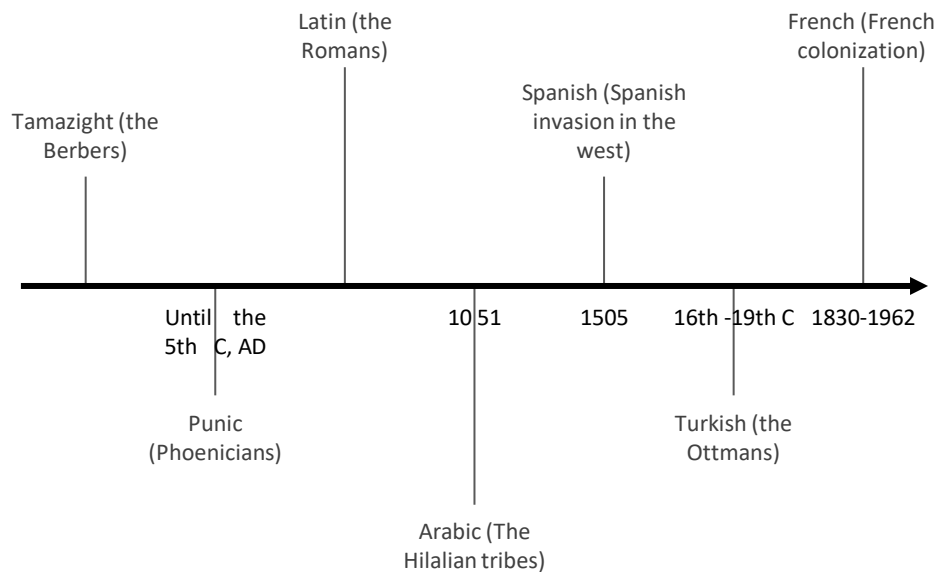 Latin (the
Romans)
French (French
colonization)
Tamazight (the
Berbers)
Spanish (Spanish
invasion in the
west)
Until the
5th C, AD
1051
1505
16th -19th C
1830-1962
Punic
(Phoenicians)
Turkish (the
Ottmans)
Arabic (The
Hilalian tribes)